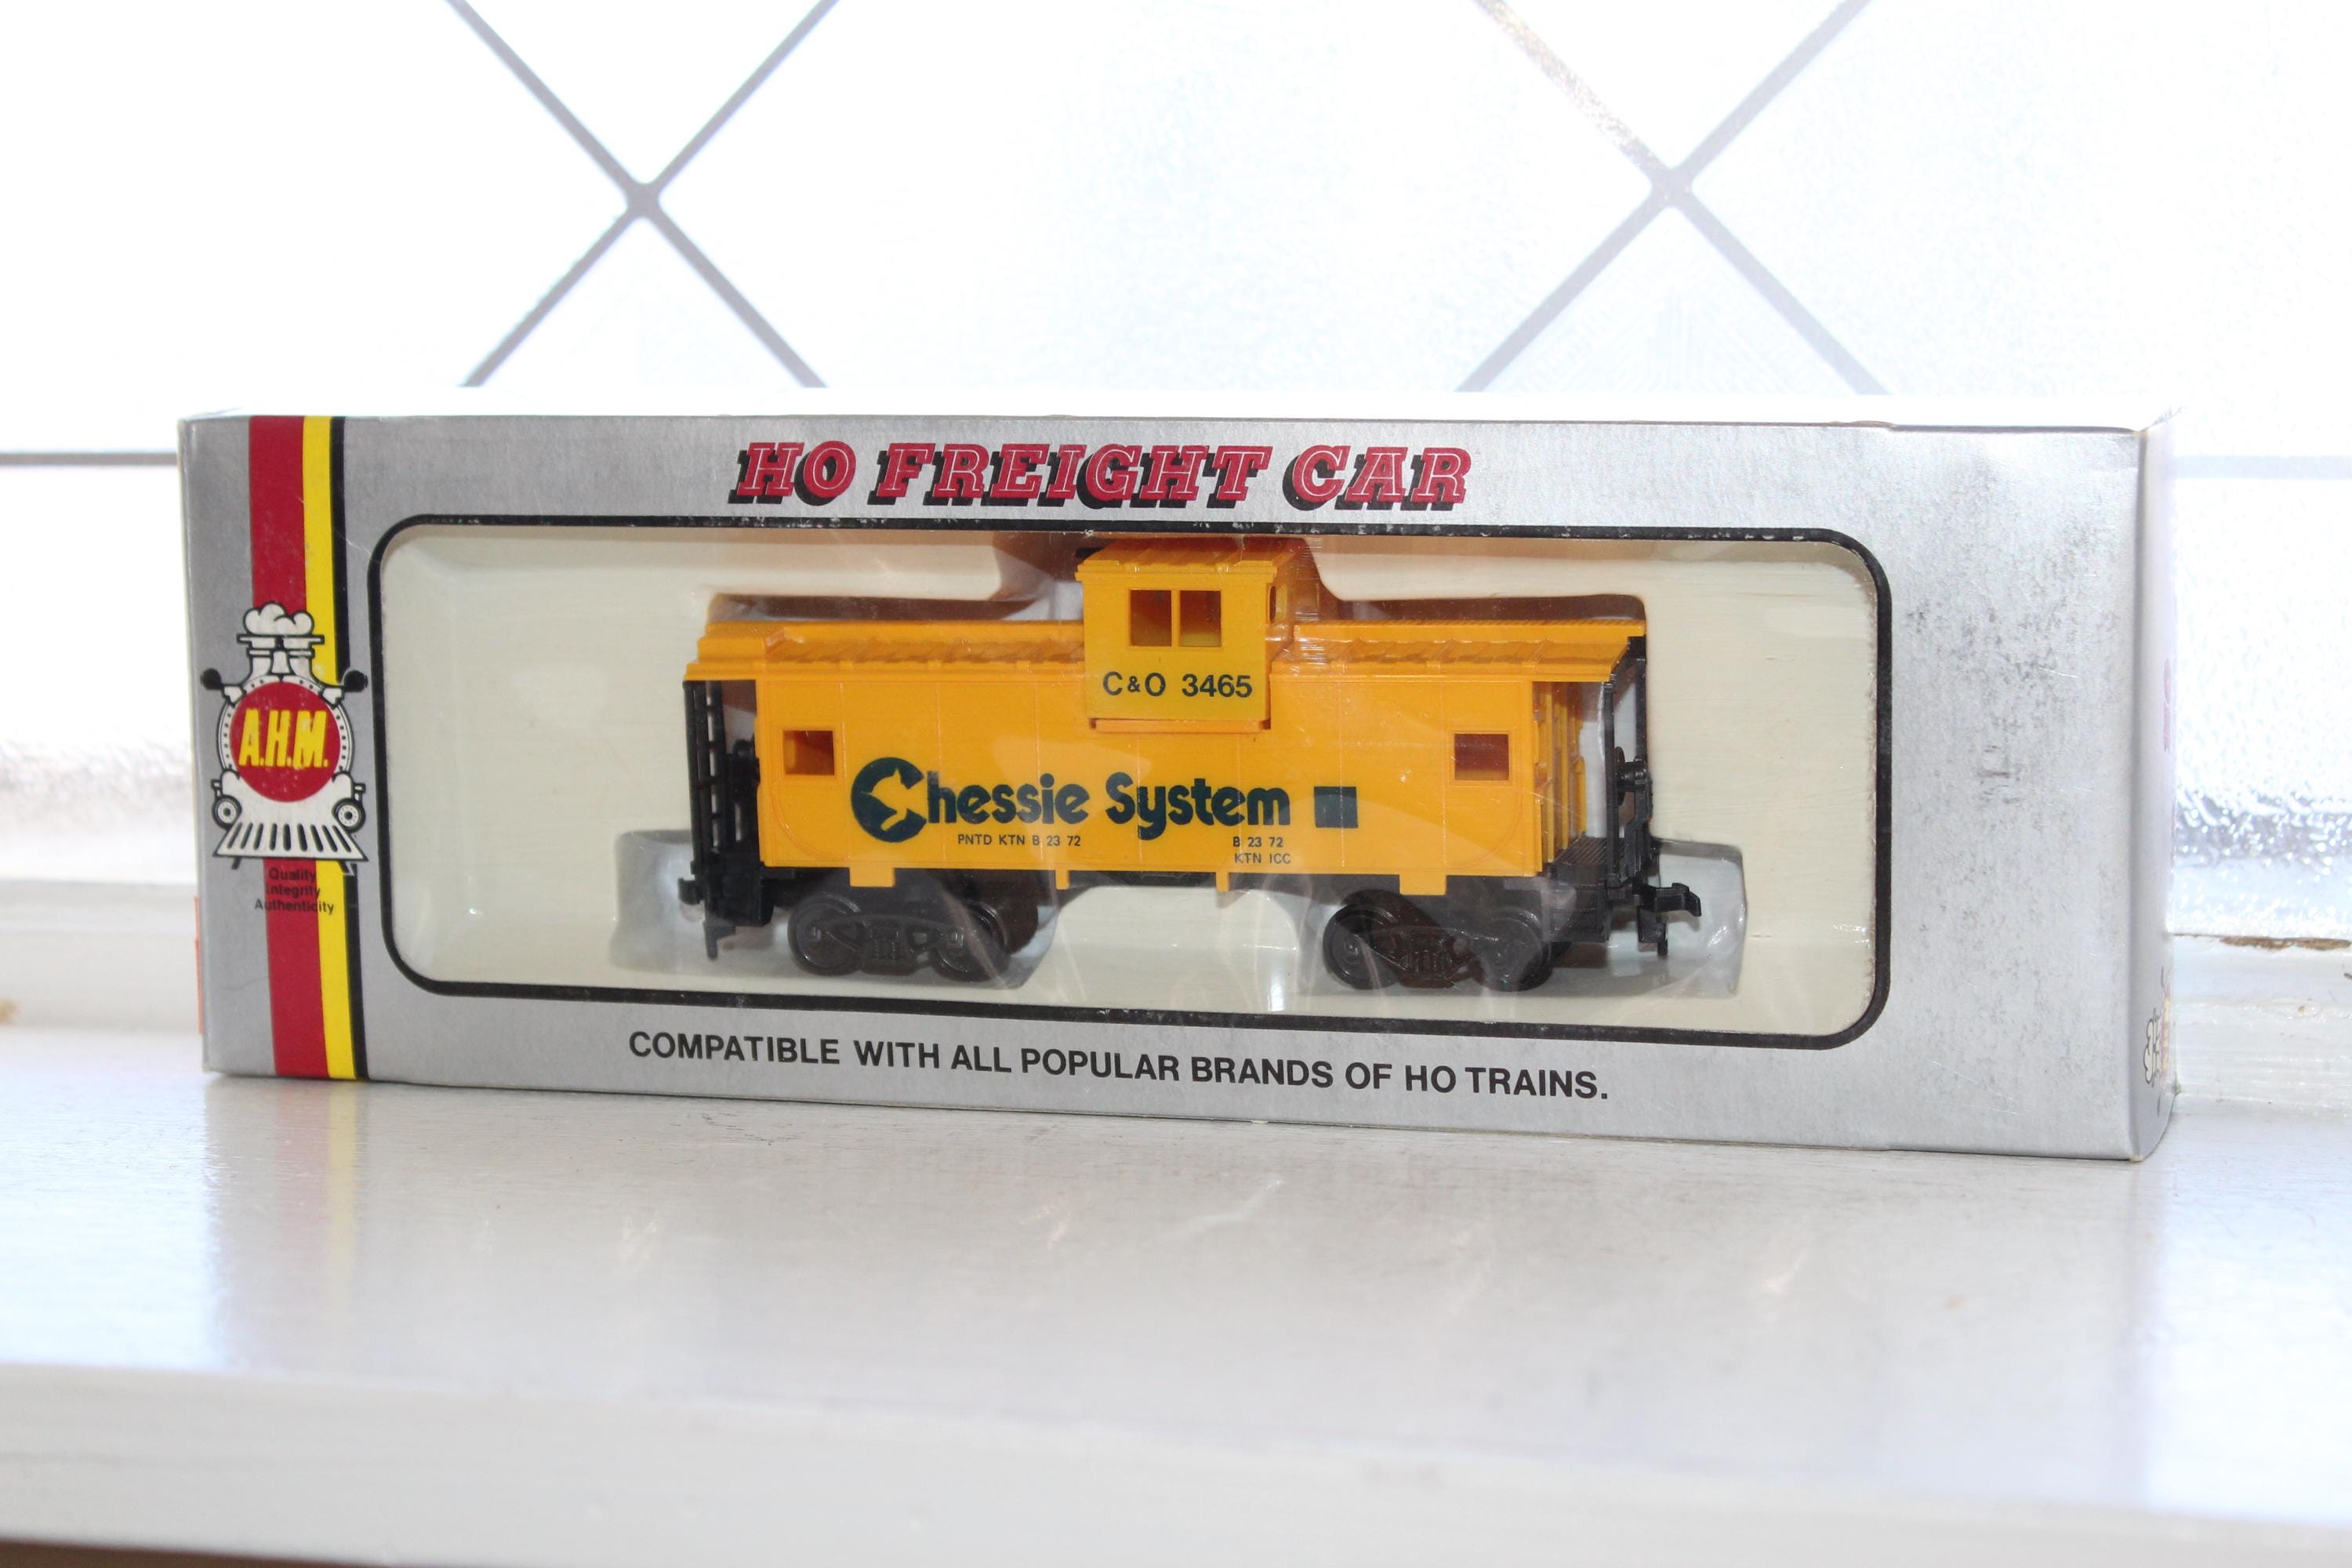 HO FREIGHT CAR
A.H.M.
Quality
Integrity
Authenticity
C&O 3465
Chessie System
PNTD KTN B 23 72
B 23 72
KTN ICC
COMPATIBLE WITH ALL POPULAR BRANDS OF HO TRAINS.